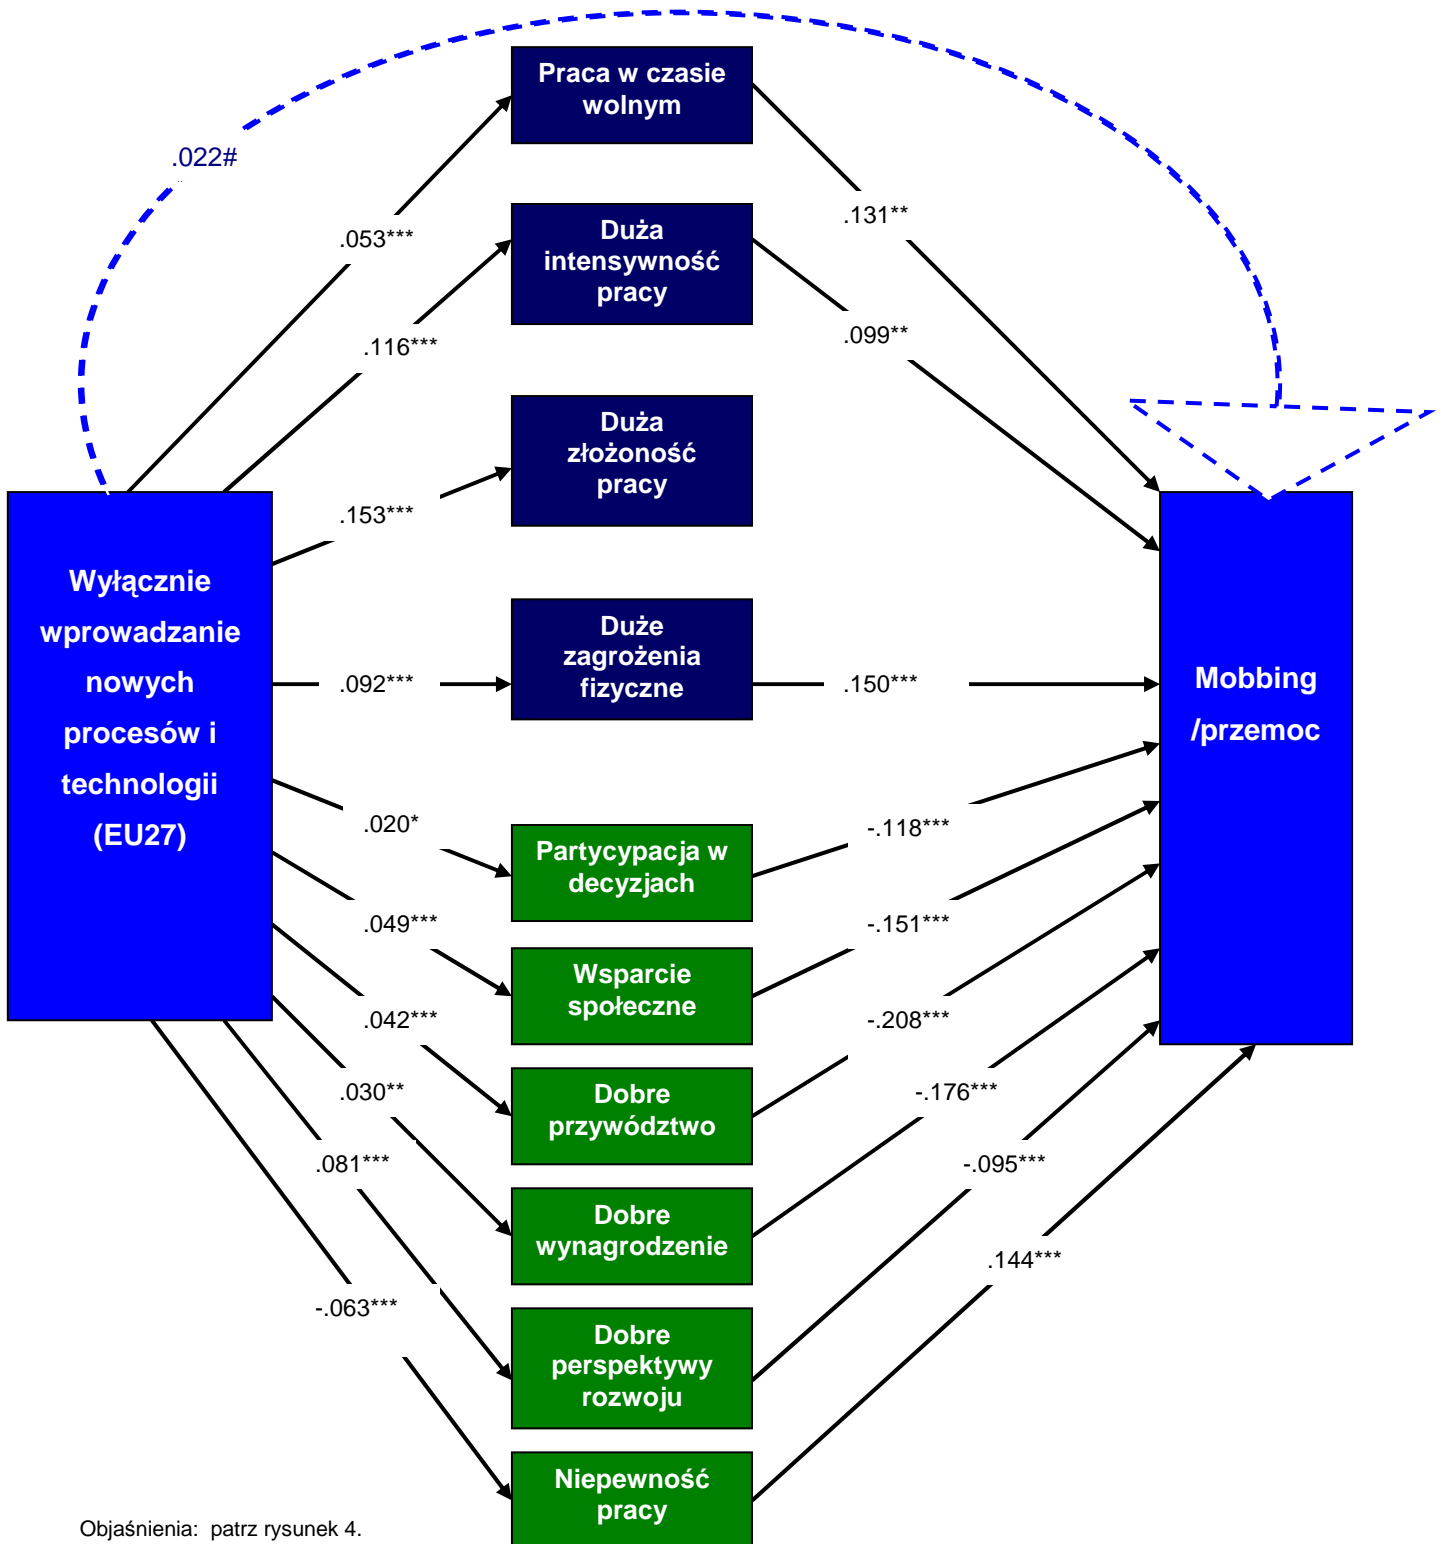 Praca w czasie
wolnym
.022#
.131**
.053***
Duża
intensywność
pracy
.099**
.116***
Duża
złożoność
pracy
.153***
Wyłącznie
wprowadzanie
nowych
procesów i
technologii
(EU27)
Duże
zagrożenia
fizyczne
.092***
.150***
Mobbing
/przemoc
.020*
-.118***
Partycypacja w
decyzjach
.049***
-.151***
Wsparcie
społeczne
.042***
-.208***
Dobre
przywództwo
.030**
-.176***
.081***
-.095***
Dobre
wynagrodzenie
.144***
-.063***
Dobre
perspektywy
rozwoju
Niepewność
pracy
Objaśnienia: patrz rysunek 4.